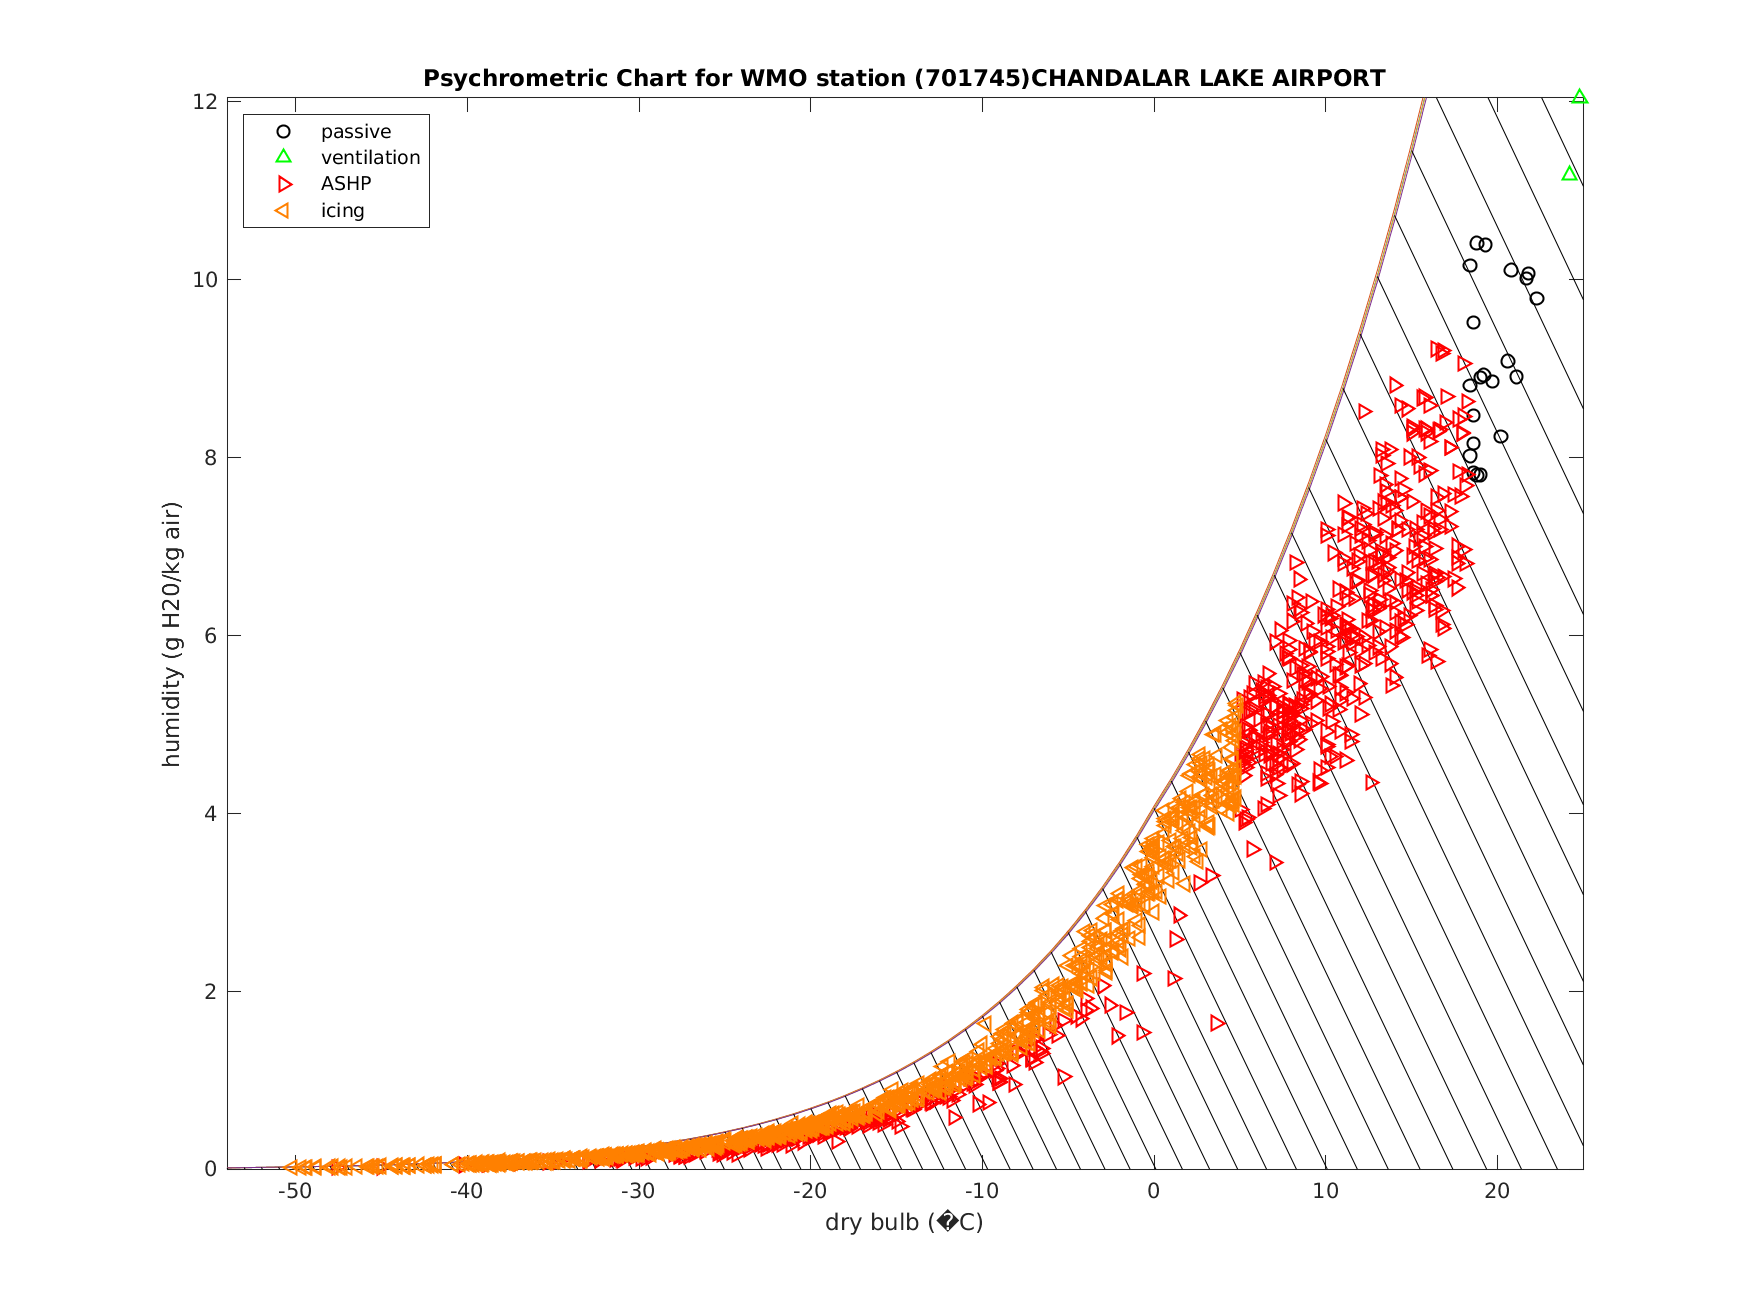 Psychrometric Chart for WMO station (701745)CHANDALAR LAKE AIRPORT
passive
ventilation
ASHP
icing
12
10
8
6
4
2
0
humidity (g H20/kg air)
-50 -40 -30 -20 -10 0 10 20
dry bulb (�C)